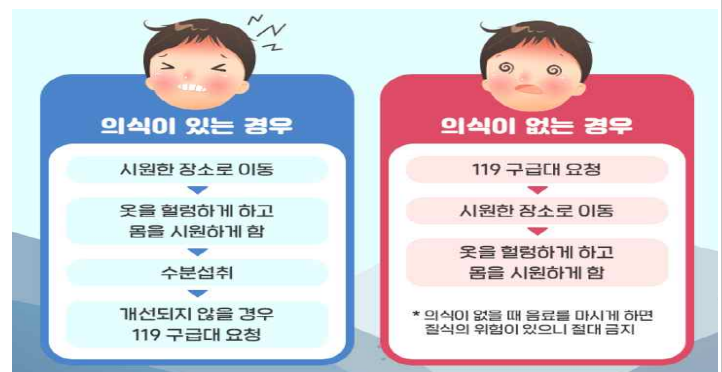 의식이 있는 경우
시원한 장소로 이동
옷을 헐렁하게 하고
몸을 시원하게 함
수분섭취
개선되지 않을 경우
119 구급대 요청
의식이 없는 경우
119 구급대 요청
시원한 장소로 이동
옷을 헐렁하게 하고
몸을 시원하게 함
* 의식이 없을 때 음료를 마시게 하면
질식의 위험이 있으니 절대 금지